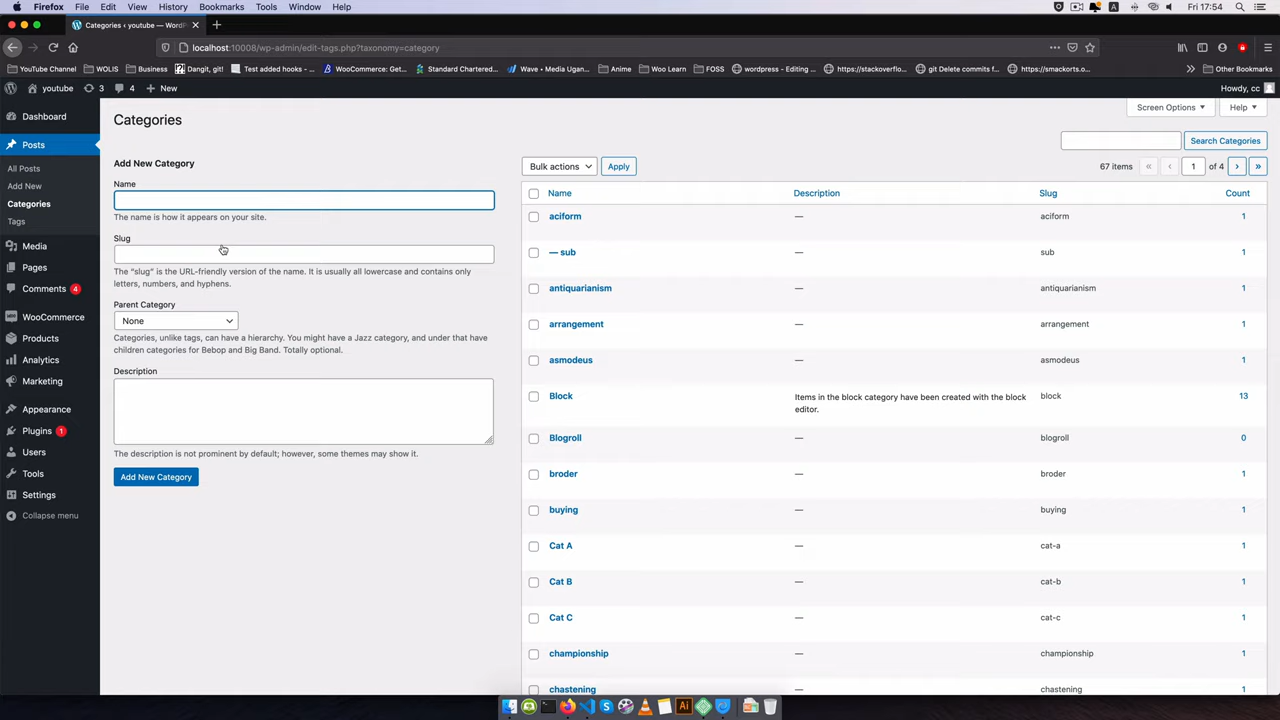 Firefox File Edit View History Bookmarks Tools Window Help Fri 17:54
Categories ‹ youtube — WordP
localhost:10008/wp-admin/edit-tags.php?taxonomy=category
YouTube Channel WOLIS Business Dangit, git! Test added hooks - ... WooCommerce: Get... Standard Chartered... Wave • Media Ugan... Anime Woo Learn FOSS wordpress - Editing ... https://stackoverflo... git Delete commits f... https://smackorts.o... Other Bookmarks
youtube 3 4 New Howdy, cc
Screen Options Help
Dashboard
Posts
All Posts
Add New
Categories
Tags
Media
Pages
Comments 4
WooCommerce
Products
Analytics
Marketing
Appearance
Plugins 1
Users
Tools
Settings
Collapse menu
Categories
Add New Category
Name
The name is how it appears on your site.
Slug
The “slug” is the URL-friendly version of the name. It is usually all lowercase and contains only
letters, numbers, and hyphens.
Parent Category
None
Categories, unlike tags, can have a hierarchy. You might have a Jazz category, and under that have
children categories for Bebop and Big Band. Totally optional.
Description
The description is not prominent by default; however, some themes may show it.
Add New Category
Search Categories
Bulk actions Apply 67 items « ‹ 1 of 4 › »
Name Description Slug Count
aciform — aciform 1
— sub — sub 1
antiquarianism — antiquarianism 1
arrangement — arrangement 1
asmodeus — asmodeus 1
Block Items in the block category have been created with the block block 13
editor.
Blogroll — blogroll 0
broder — broder 1
buying — buying 1
Cat A — cat-a 1
Cat B — cat-b 1
Cat C — cat-c 1
championship — championship 1
chastening — chastening 1